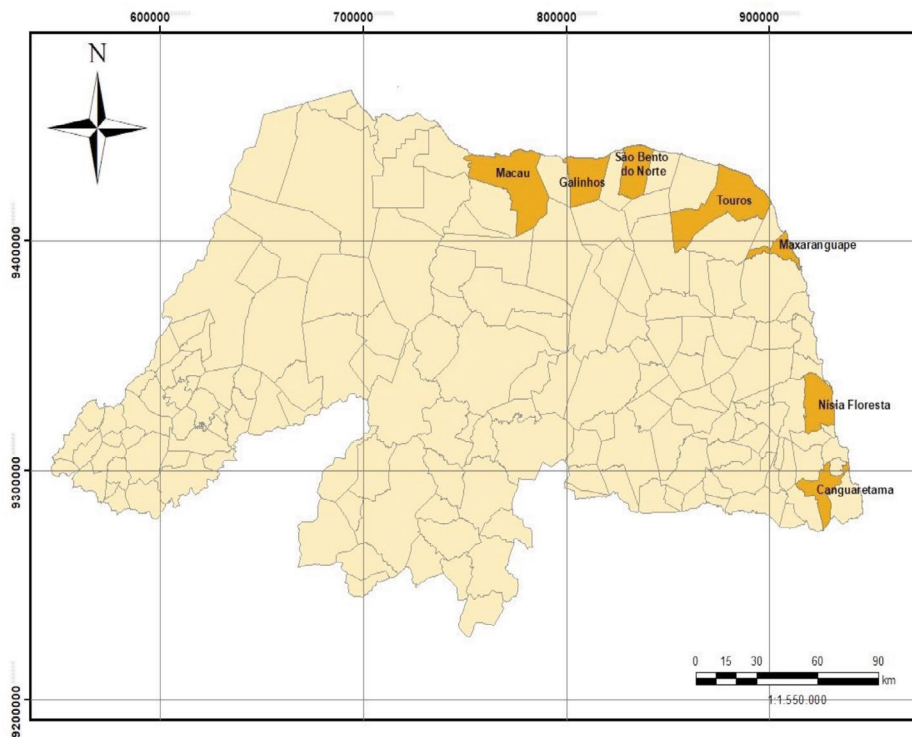 600000 700000 800000 900000
N
São Bento
do Norte
Macau
Galinhos
Touros
9400000
Maxaranguape
Nísia Floresta
9300000
Canguaretama
0 15 30 60 90
km
1:1.550.000
9200000